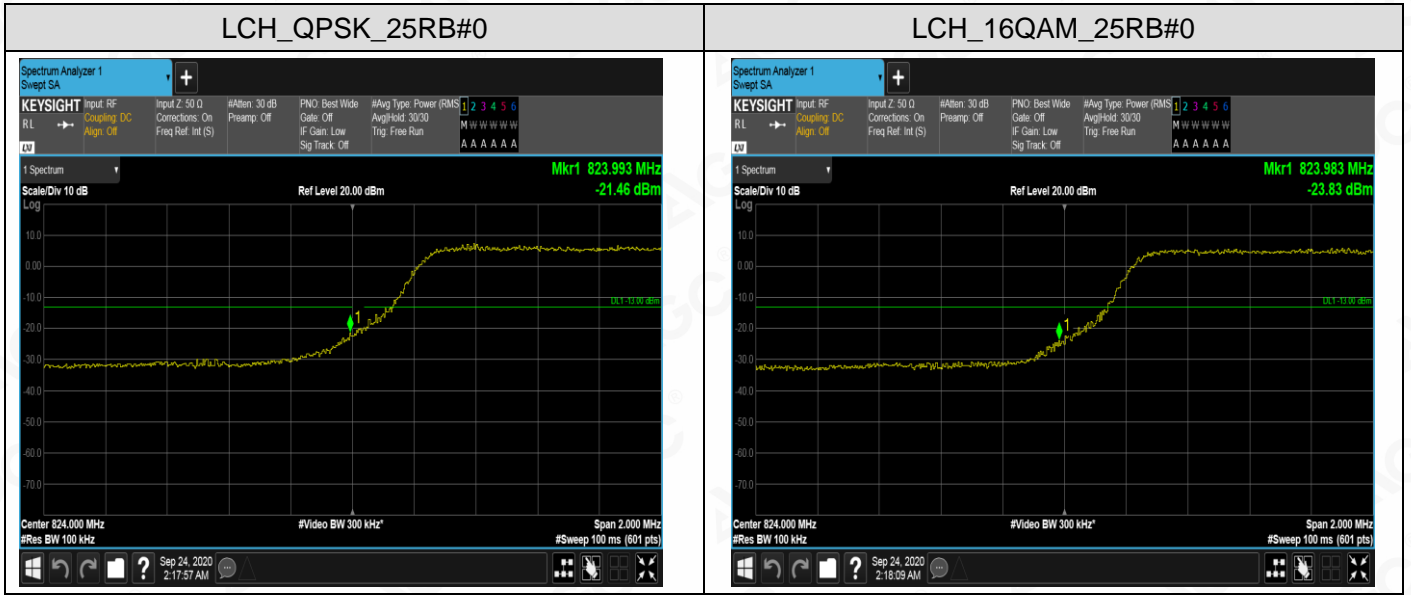 LCH_QPSK_25RB#0
Spectrum Analyzer 1
Swept SA
KEYSIGHT
RL
Input: RF
Coupling: DC
Align: Off
Input Z: 50 Ω
Corrections: On
Freq Ref: Int (S)
#Atten: 30 dB
Preamp: Off
PNO: Best Wide
Gate: Off
IF Gain: Low
Sig Track: Off
#Avg Type: Power (RMS
Avg|Hold: 30/30
Trig: Free Run
1 2 3 4 5 6
M W W W W W
A A A A A A
LXI
1 Spectrum
Mkr1 823.993 MHz
Scale/Div 10 dB
Ref Level 20.00 dBm
-21.46 dBm
Log
10.0
0.00
-10.0
DL1 -13.00 dBm
1
-20.0
-30.0
-40.0
-50.0
-60.0
-70.0
Center 824.000 MHz
#Video BW 300 kHz*
Span 2.000 MHz
#Res BW 100 kHz
#Sweep 100 ms (601 pts)
Sep 24, 2020
2:17:57 AM
LCH_16QAM_25RB#0
Spectrum Analyzer 1
Swept SA
KEYSIGHT
RL
Input: RF
Coupling: DC
Align: Off
Input Z: 50 Ω
Corrections: On
Freq Ref: Int (S)
#Atten: 30 dB
Preamp: Off
PNO: Best Wide
Gate: Off
IF Gain: Low
Sig Track: Off
#Avg Type: Power (RMS
Avg|Hold: 30/30
Trig: Free Run
1 2 3 4 5 6
M W W W W W
A A A A A A
LXI
1 Spectrum
Mkr1 823.983 MHz
Scale/Div 10 dB
Ref Level 20.00 dBm
-23.83 dBm
Log
10.0
0.00
-10.0
DL1 -13.00 dBm
1
-20.0
-30.0
-40.0
-50.0
-60.0
-70.0
Center 824.000 MHz
#Video BW 300 kHz*
Span 2.000 MHz
#Res BW 100 kHz
#Sweep 100 ms (601 pts)
Sep 24, 2020
2:18:09 AM